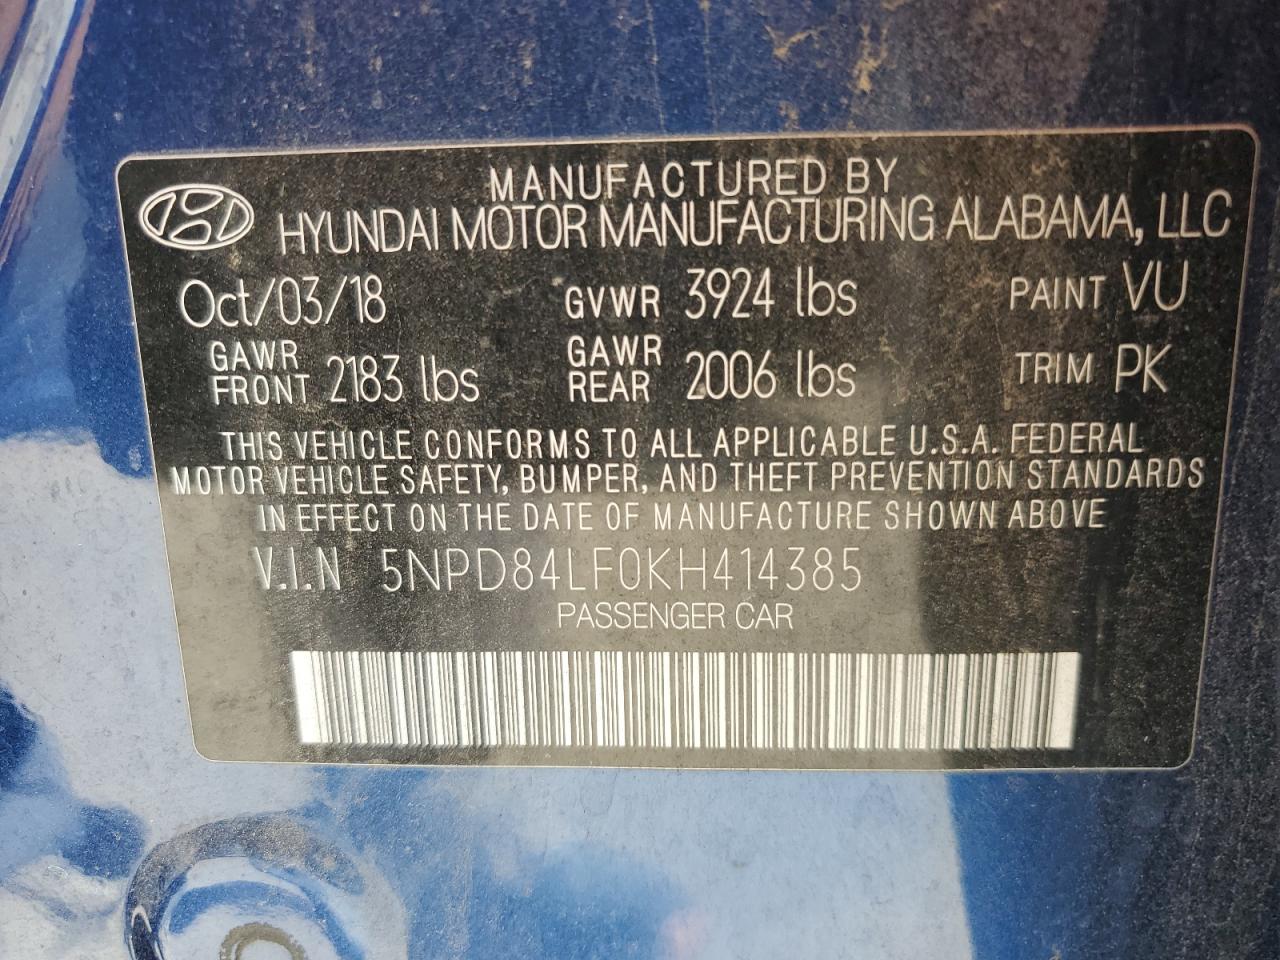 MANUFACTURED BY
HYUNDAI MOTOR MANUFACTURING ALABAMA, LLC
Oct/03/18 GVWR 3924 lbs PAINT VU
GAWR FRONT 2183 lbs GAWR REAR 2006 lbs TRIM PK
THIS VEHICLE CONFORMS TO ALL APPLICABLE U.S.A. FEDERAL
MOTOR VEHICLE SAFETY, BUMPER, AND THEFT PREVENTION STANDARDS
IN EFFECT ON THE DATE OF MANUFACTURE SHOWN ABOVE
V.I.N 5NPD84LF0KH414385
PASSENGER CAR